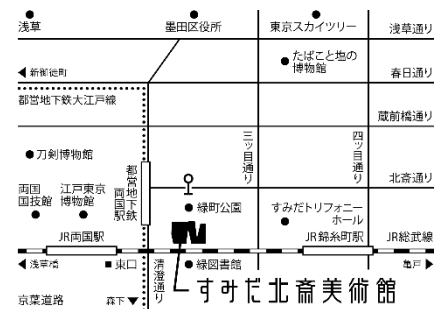 浅草
墨田区役所
東京スカイツリー
浅草通り
たばこと塩の
博物館
◀新御徒町
春日通り
都営地下鉄大江戸線
蔵前橋通り
三ツ目通り
四ツ目通り
刀剣博物館
都営地下鉄
両国駅
北斎通り
両国
国技館
江戸東京
博物館
緑町公園
すみだトリフォニー
ホール
JR両国駅
JR錦糸町駅
JR総武線
◀浅草橋
東口
清澄通り
緑図書館
亀戸▶
すみだ北斎美術館
京葉道路
森下▼